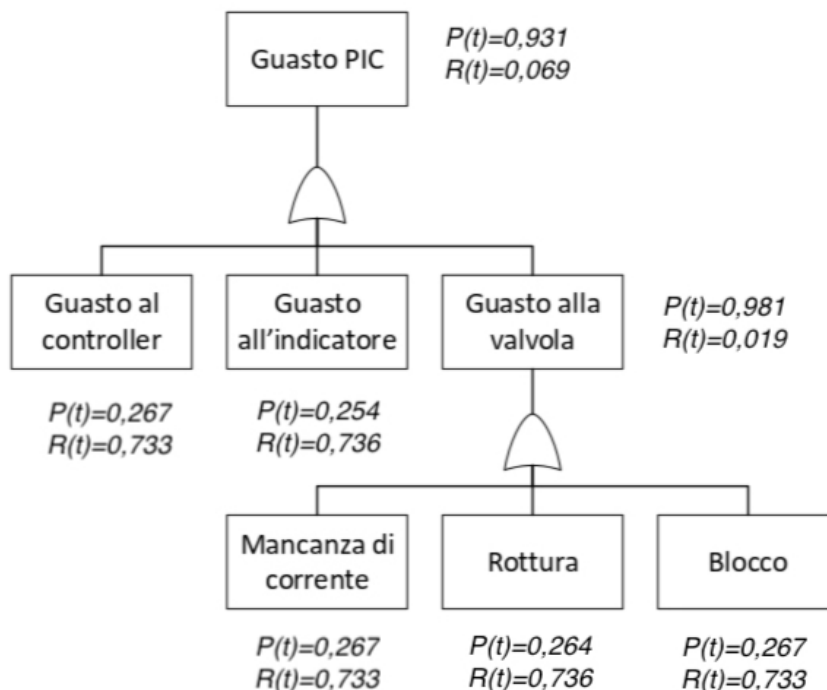 Guasto PIC
P(t)=0,931
R(t)=0,069
Guasto al
controller
Guasto
all'indicatore
Guasto alla
valvola
P(t)=0,981
R(t)=0,019
P(t)=0,267
R(t)=0,733
P(t)=0,254
R(t)=0,736
Mancanza di
corrente
Rottura
Blocco
P(t)=0,267
R(t)=0,733
P(t)=0,264
R(t)=0,736
P(t)=0,267
R(t)=0,733